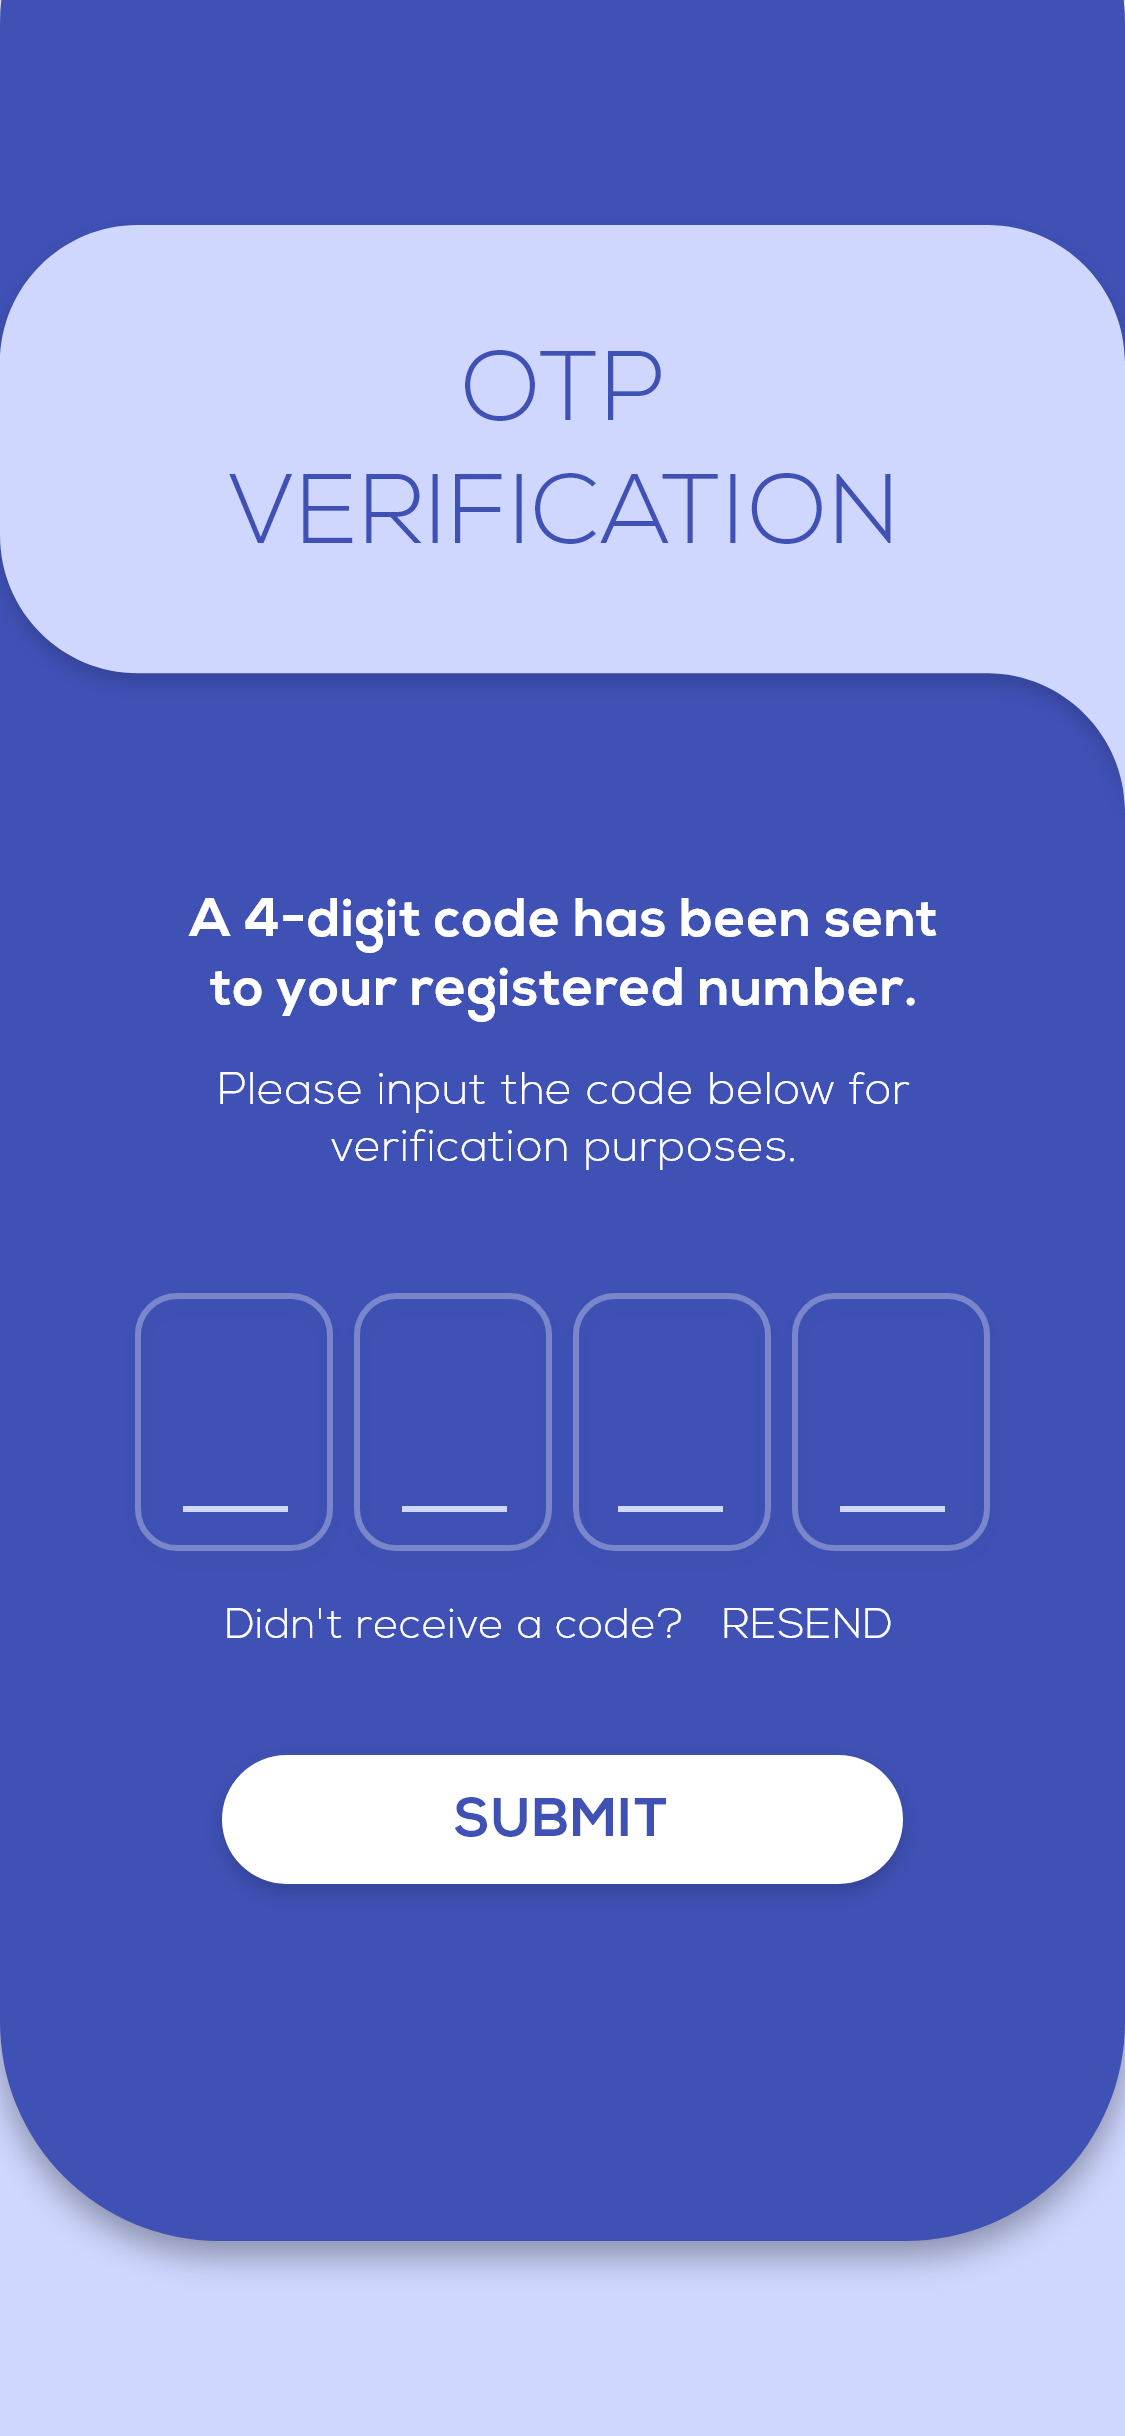 OTP
VERIFICATION
A 4-digit code has been sent
to your registered number.
Please input the code below for
verification purposes.
Didn't receive a code? RESEND
SUBMIT